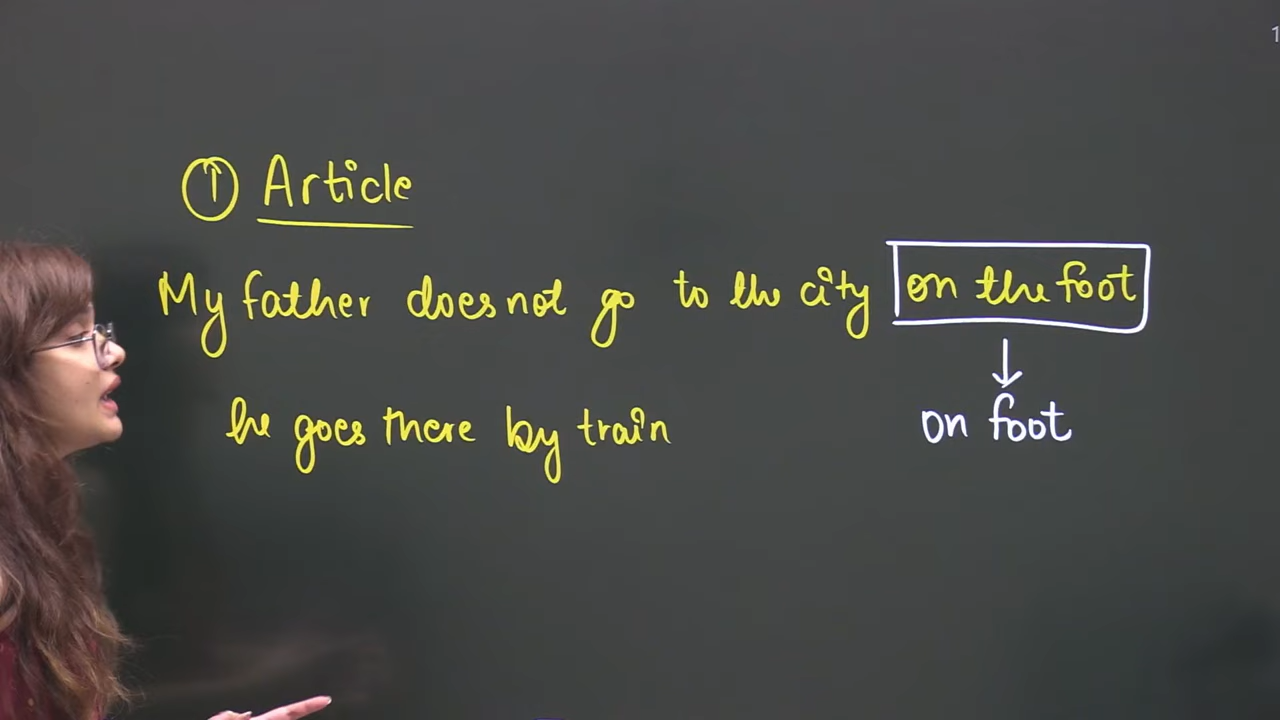 ① Article
My father does not go to the city on the foot
he goes there by train
on foot
1